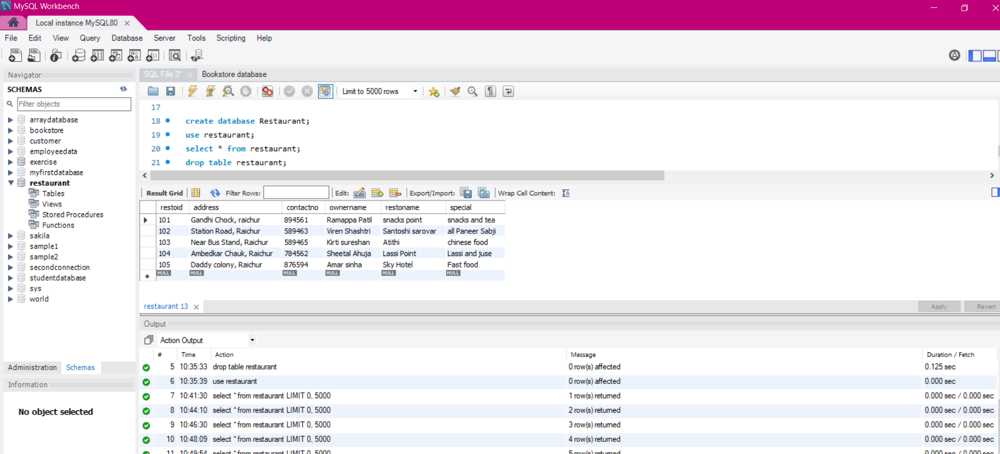 MySQL Workbench
Local instance MySQL80
File Edit View Query Database Server Tools Scripting Help
Navigator
SCHEMAS
Filter objects
arraydatabase
bookstore
customer
employeedata
exercise
myfirstdatabase
restaurant
Tables
Views
Stored Procedures
Functions
sakila
sample1
sample2
secondconnection
studentdatabase
sys
world
Administration Schemas
Information
No object selected
SQL File 3* Bookstore database
Limit to 5000 rows
17
18 create database Restaurant;
19 use restaurant;
20 select * from restaurant;
21 drop table restaurant;
Result Grid Filter Rows: Edit: Export/Import: Wrap Cell Content:
restoid address contactno ownername restoname special
101 Gandhi Chock, raichur 894561 Ramappa Patil snacks point snacks and tea
102 Station Road, Raichur 589463 Viren Shashtri Santoshi sarovar all Paneer Sabji
103 Near Bus Stand, Raichur 589465 Kirti sureshan Atithi chinese food
104 Ambedkar Chauk, Raichur 784562 Sheetal Ahuja Lassi Point Lassi and juse
105 Daddy colony, Raichur 876594 Amar sinha Sky Hotel Fast food
NULL NULL NULL NULL NULL NULL
restaurant 13 Apply Revert
Output
Action Output
# Time Action Message Duration / Fetch
5 10:35:33 drop table restaurant 0 row(s) affected 0.125 sec
6 10:35:39 use restaurant 0 row(s) affected 0.000 sec
7 10:41:30 select * from restaurant LIMIT 0, 5000 1 row(s) returned 0.000 sec / 0.000 sec
8 10:44:10 select * from restaurant LIMIT 0, 5000 2 row(s) returned 0.000 sec / 0.000 sec
9 10:46:30 select * from restaurant LIMIT 0, 5000 3 row(s) returned 0.000 sec / 0.000 sec
10 10:48:09 select * from restaurant LIMIT 0, 5000 4 row(s) returned 0.000 sec / 0.000 sec
11 10:49:54 select * from restaurant LIMIT 0, 5000 5 row(s) returned 0.000 sec / 0.000 sec